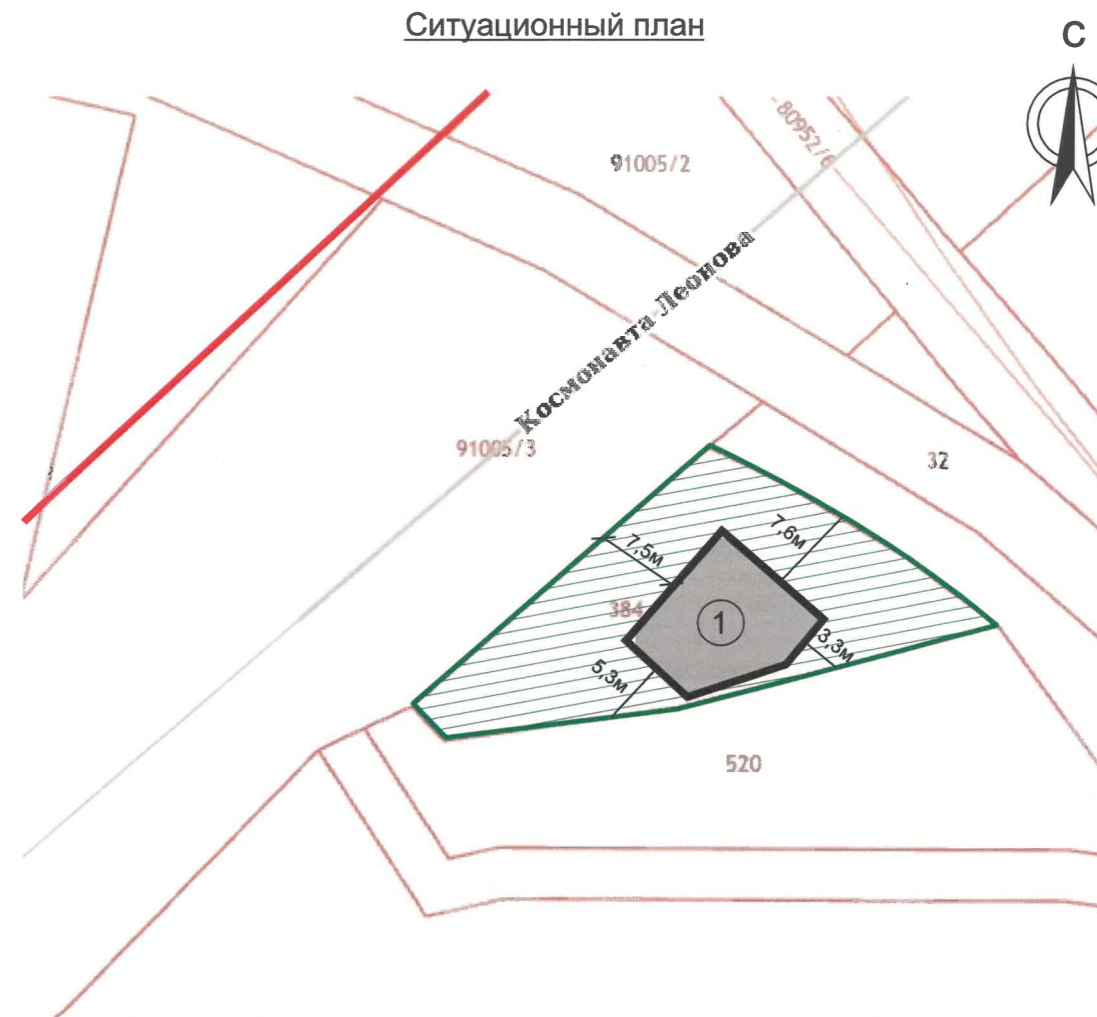 Ситуационный план
С
80952/6
91005/2
Космонавта Леонова
91005/3
32
7,6м
7,5м
384
1
3,3м
5,3м
520